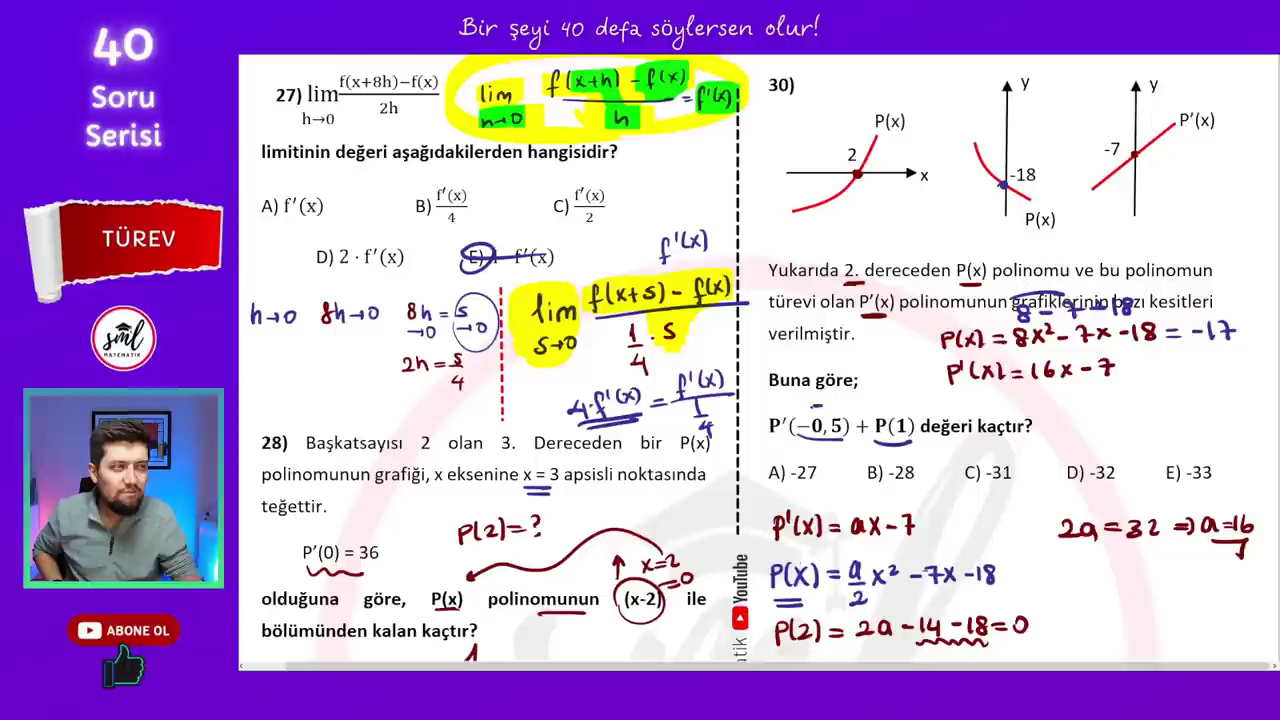 Bir şeyi 40 defa söylersen olur!
40
Soru
Serisi
TÜREV
SML
MATEMATİK
ABONE OL
27) lim h→0 f(x+8h)−f(x) / 2h
lim h→0 f(x+h) - f(x) / h = f'(x)
limitinin değeri aşağıdakilerden hangisidir?
A) f'(x) B) f'(x)/4 C) f'(x)/2
D) 2 · f'(x) E) f'(x)
f'(x)
h→0 8h→0 8h = s
→0 →0
2h = s/4
lim s→0 f(x+s) - f(x) / 1/4 · s
4·f'(x) = f'(x) / 1/4
28) Başkatsayısı 2 olan 3. Dereceden bir P(x)
polinomunun grafiği, x eksenine x = 3 apsisli noktasında
teğettir.
P(2)=?
P'(0) = 36
x=2
=0
olduğuna göre, P(x) polinomunun (x-2) ile
bölümünden kalan kaçtır?
YouTube
30)
P(x)
2
x
y
-18
P(x)
y
-7
P'(x)
Yukarıda 2. dereceden P(x) polinomu ve bu polinomun
türevi olan P'(x) polinomunun grafiklerinin bazı kesitleri
verilmiştir.
8 - 7 - 18
P(x) = 8x² - 7x - 18 = -17
P'(x) = 16x - 7
Buna göre;
P'(−0,5) + P(1) değeri kaçtır?
A) -27 B) -28 C) -31 D) -32 E) -33
P'(x) = ax - 7
2a = 32 ⇒ a=16
P(x) = a/2 x² - 7x - 18
P(2) = 2a - 14 - 18 = 0